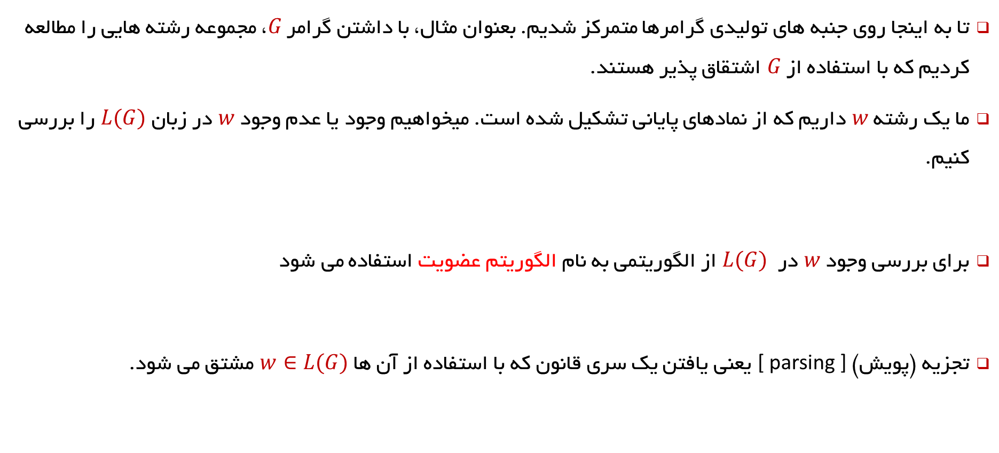 ❑ تا به اینجا روی جنبه های تولیدی گرامرها متمرکز شدیم. بعنوان مثال، با داشتن گرامر G، مجموعه رشته هایی را مطالعه
کردیم که با استفاده از G اشتقاق پذیر هستند.
❑ ما یک رشته w داریم که از نمادهای پایانی تشکیل شده است. میخواهیم وجود یا عدم وجود w در زبان L(G) را بررسی
کنیم.
❑ برای بررسی وجود w در L(G) از الگوریتمی به نام الگوریتم عضویت استفاده می شود
❑ تجزیه (پویش) [ parsing ] یعنی یافتن یک سری قانون که با استفاده از آن ها w ∈ L(G) مشتق می شود.